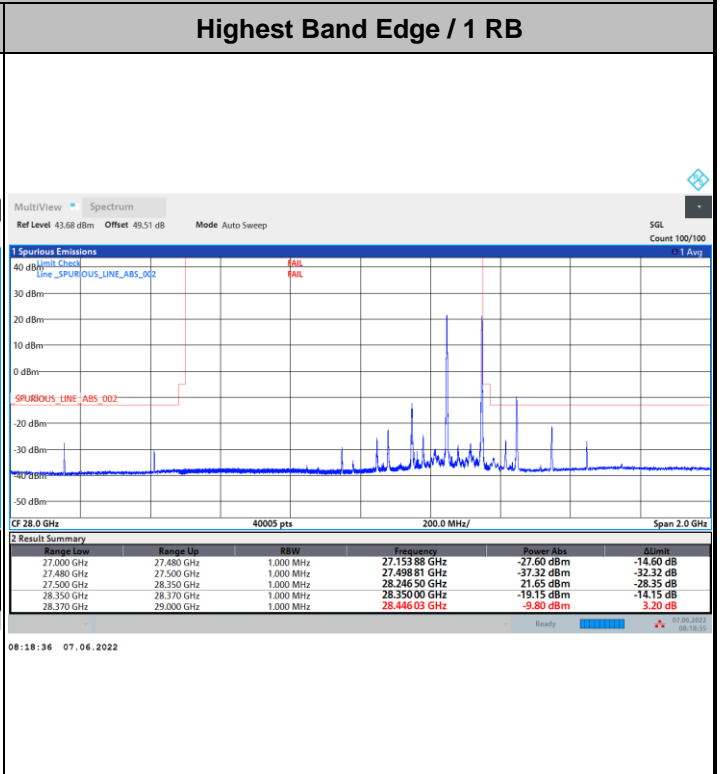 Highest Band Edge / 1 RB
MultiView Spectrum
Ref Level 43.68 dBm Offset 49.51 dB Mode Auto Sweep SGL
Count 100/100
1 Spurious Emissions 1 Avg
40 dBm Limit Check FAIL
Line _SPURIOUS_LINE_ABS_002 FAIL
30 dBm
20 dBm
10 dBm
0 dBm
_SPURIOUS_LINE_ABS_002
-20 dBm
-30 dBm
-40 dBm
-50 dBm
CF 28.0 GHz 40005 pts 200.0 MHz/ Span 2.0 GHz
2 Result Summary
Range Low Range Up RBW Frequency Power Abs ΔLimit
27.000 GHz 27.480 GHz 1.000 MHz 27.153 88 GHz -27.60 dBm -14.60 dB
27.480 GHz 27.500 GHz 1.000 MHz 27.498 81 GHz -37.32 dBm -32.32 dB
27.500 GHz 28.350 GHz 1.000 MHz 28.246 50 GHz 21.65 dBm -28.35 dB
28.350 GHz 28.370 GHz 1.000 MHz 28.350 00 GHz -19.15 dBm -14.15 dB
28.370 GHz 29.000 GHz 1.000 MHz 28.446 03 GHz -9.80 dBm 3.20 dB
Ready 07.06.2022
08:18:35
08:18:36 07.06.2022